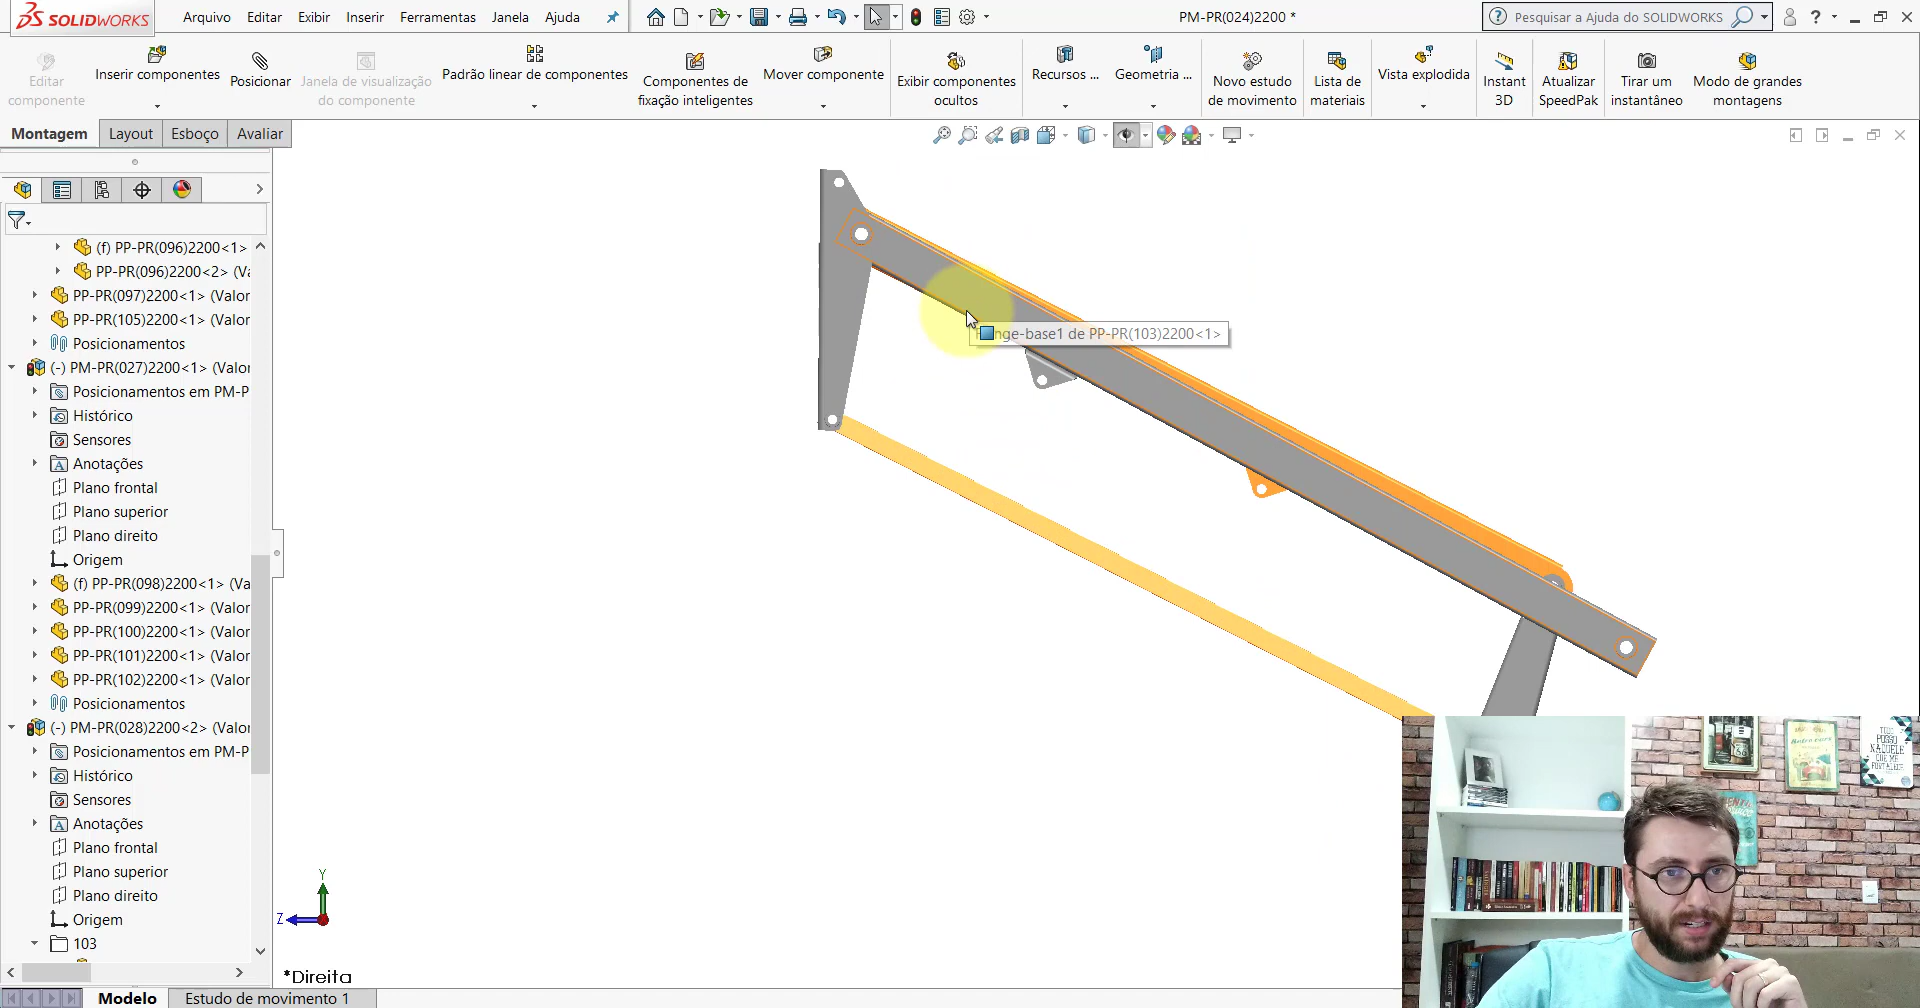 SOLIDWORKS
Arquivo Editar Exibir Inserir Ferramentas Janela Ajuda
PM-PR(024)2200 *
Pesquisar a Ajuda do SOLIDWORKS
Editar componente
Inserir componentes
Posicionar
Janela de visualização do componente
Padrão linear de componentes
Componentes de fixação inteligentes
Mover componente
Exibir componentes ocultos
Recursos ...
Geometria ...
Novo estudo de movimento
Lista de materiais
Vista explodida
Instant 3D
Atualizar SpeedPak
Tirar um instantâneo
Modo de grandes montagens
Montagem Layout Esboço Avaliar
(f) PP-PR(096)2200<1>
PP-PR(096)2200<2> (Va
PP-PR(097)2200<1> (Valor
PP-PR(105)2200<1> (Valor
Posicionamentos
(-) PM-PR(027)2200<1> (Valor
Posicionamentos em PM-P
Histórico
Sensores
Anotações
Plano frontal
Plano superior
Plano direito
Origem
(f) PP-PR(098)2200<1> (Va
PP-PR(099)2200<1> (Valor
PP-PR(100)2200<1> (Valor
PP-PR(101)2200<1> (Valor
PP-PR(102)2200<1> (Valor
Posicionamentos
(-) PM-PR(028)2200<2> (Valor
Posicionamentos em PM-P
Histórico
Sensores
Anotações
Plano frontal
Plano superior
Plano direito
Origem
103
nge-base1 de PP-PR(103)2200<1>
Y
Z
*Direita
TUDO
POSSO
NAQUELE
QUE ME
FORTALECE
Modelo Estudo de movimento 1